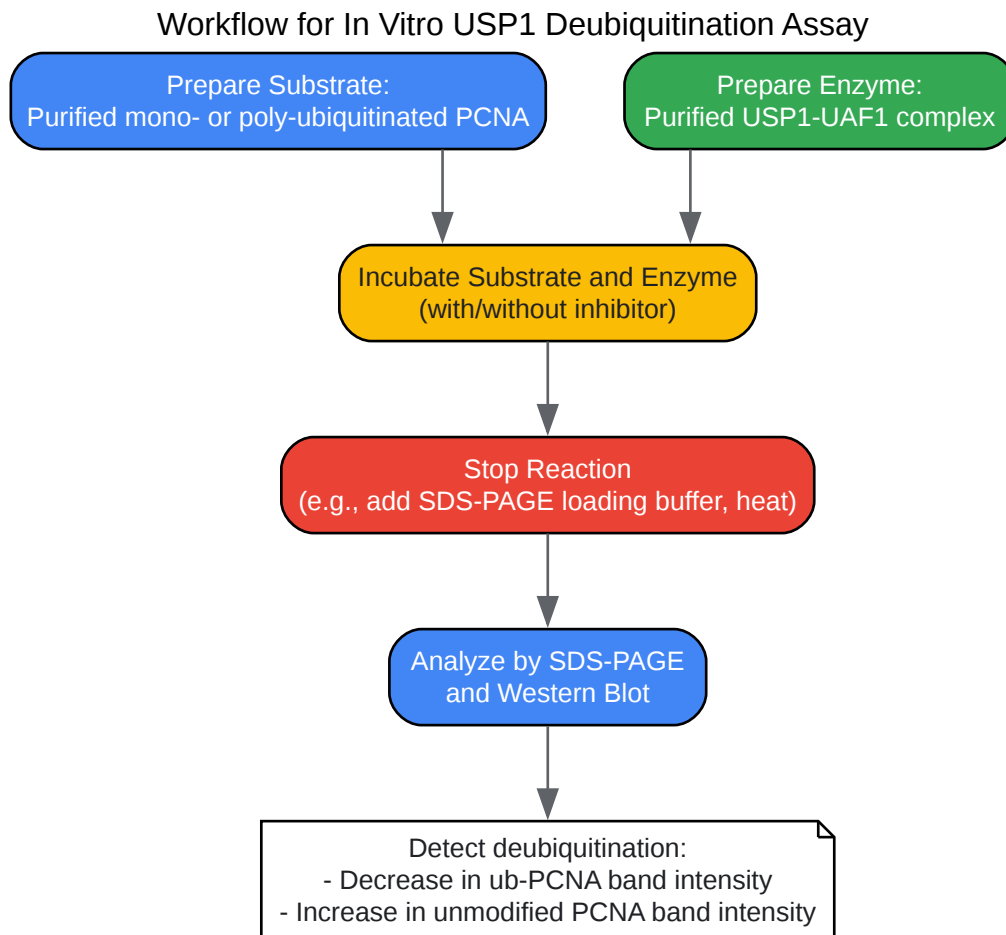 Workflow for In Vitro USP1 Deubiquitination Assay
Prepare Substrate:
Purified mono- or poly-ubiquitinated PCNA
Prepare Enzyme:
Purified USP1-UAF1 complex
Incubate Substrate and Enzyme
(with/without inhibitor)
Stop Reaction
(e.g., add SDS-PAGE loading buffer, heat)
Analyze by SDS-PAGE
and Western Blot
Detect deubiquitination:
- Decrease in ub-PCNA band intensity
- Increase in unmodified PCNA band intensity